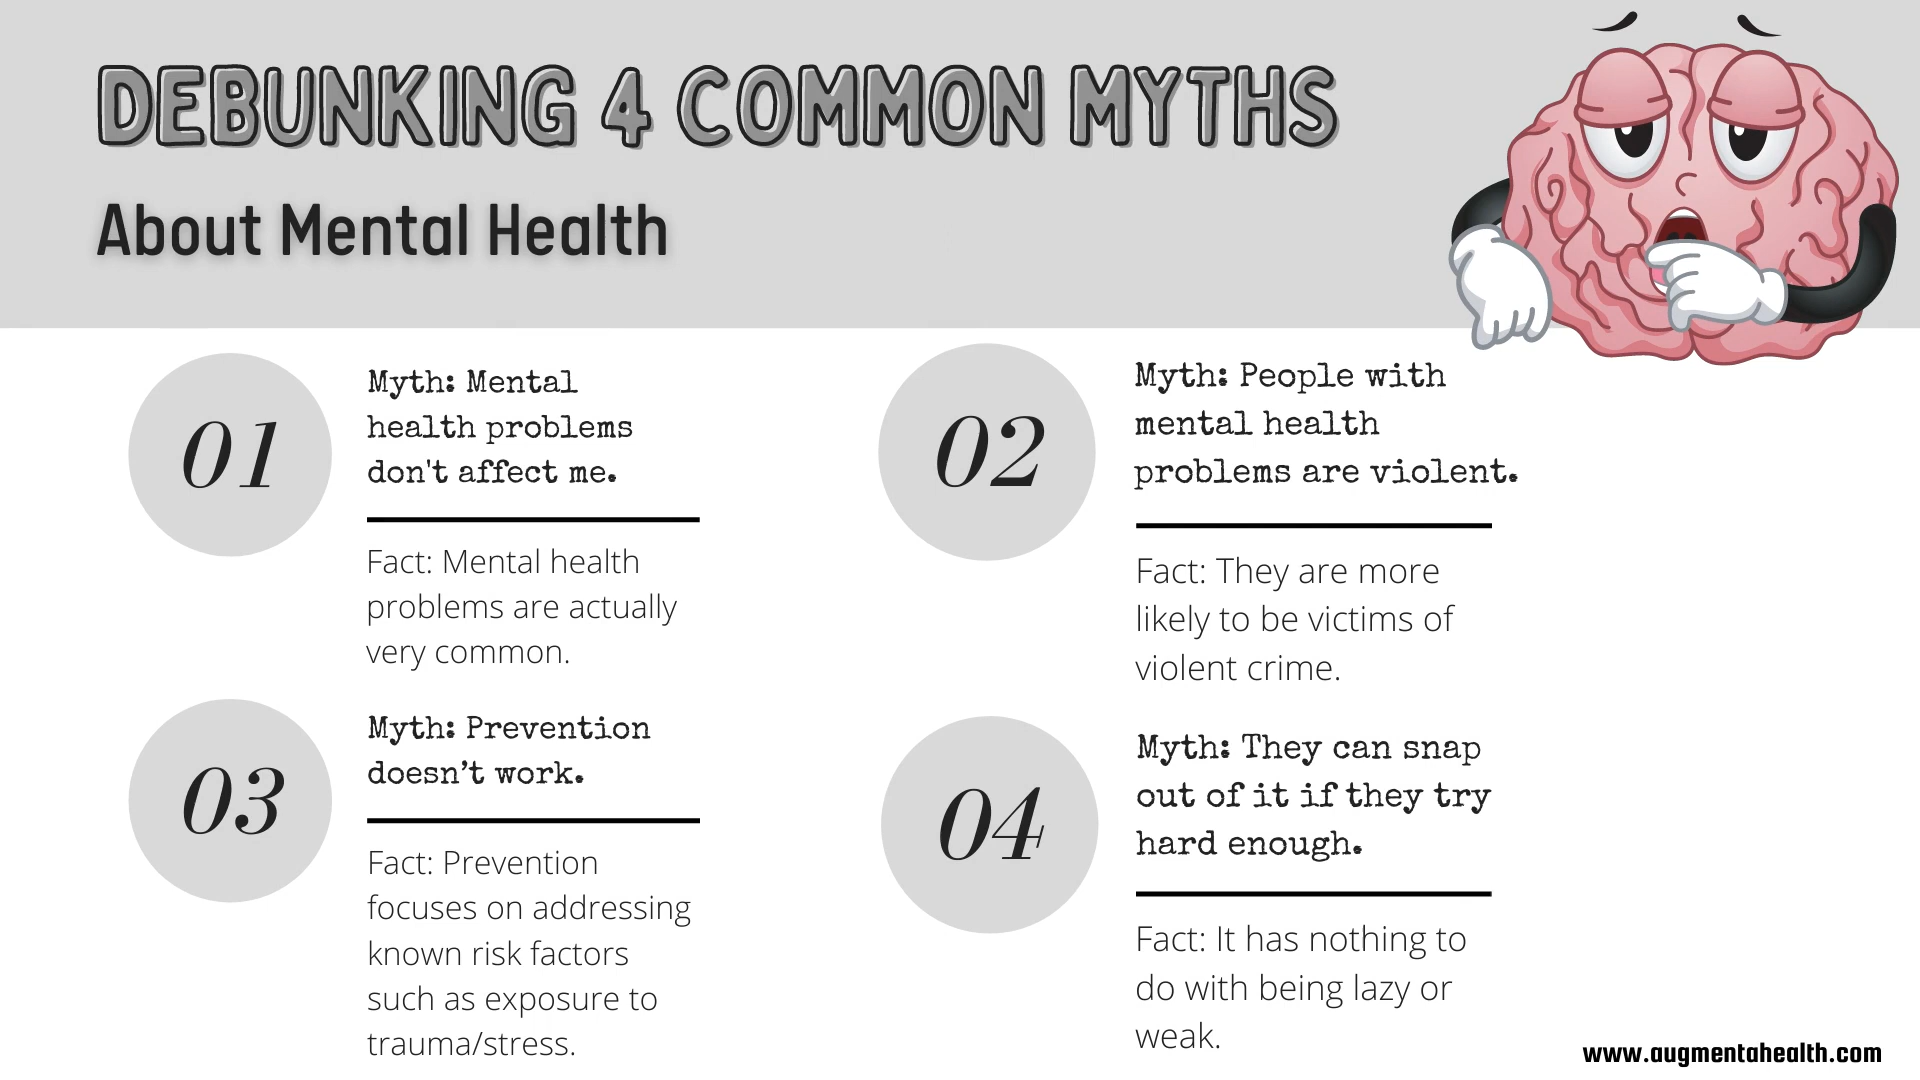 DEBUNKING 4 COMMON MYTHS
About Mental Health
01
Myth: Mental
health problems
don't affect me.
Fact: Mental health
problems are actually
very common.
02
Myth: People with
mental health
problems are violent.
Fact: They are more
likely to be victims of
violent crime.
03
Myth: Prevention
doesn’t work.
Fact: Prevention
focuses on addressing
known risk factors
such as exposure to
trauma/stress.
04
Myth: They can snap
out of it if they try
hard enough.
Fact: It has nothing to
do with being lazy or
weak.
www.augmentahealth.com